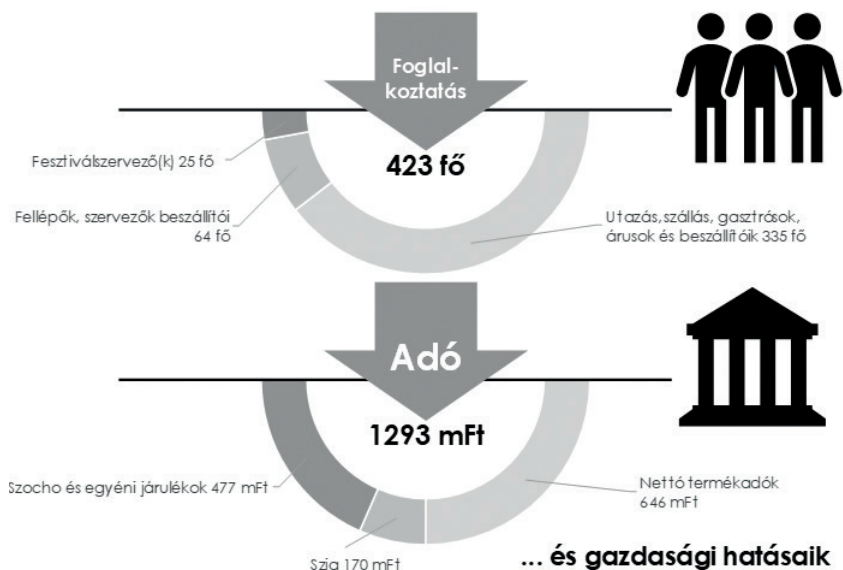 Foglal-
koztatás
423 fő
Fesztiválszervező(k) 25 fő
Fellépők, szervezők beszállítói
64 fő
Utazás,szállás, gasztrósok,
árusok és beszállítóik 335 fő
Adó
1293 mFt
Szocho és egyéni járulékok 477 mFt
Nettó termékadók
646 mFt
Szja 170 mFt
... és gazdasági hatásaik